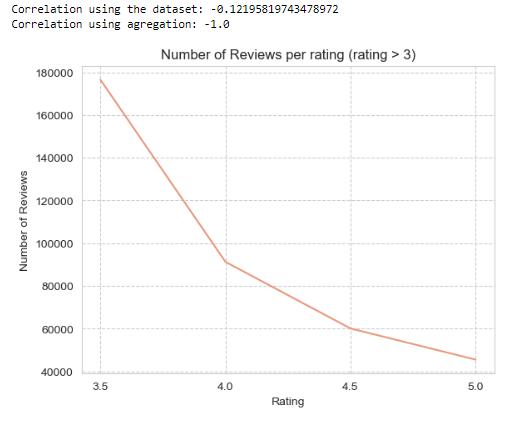 Correlation using the dataset: -0.12195819743478972
Correlation using agregation: -1.0
Number of Reviews per rating (rating > 3)
180000
160000
140000
120000
100000
80000
60000
40000
Number of Reviews
3.5 4.0 4.5 5.0
Rating